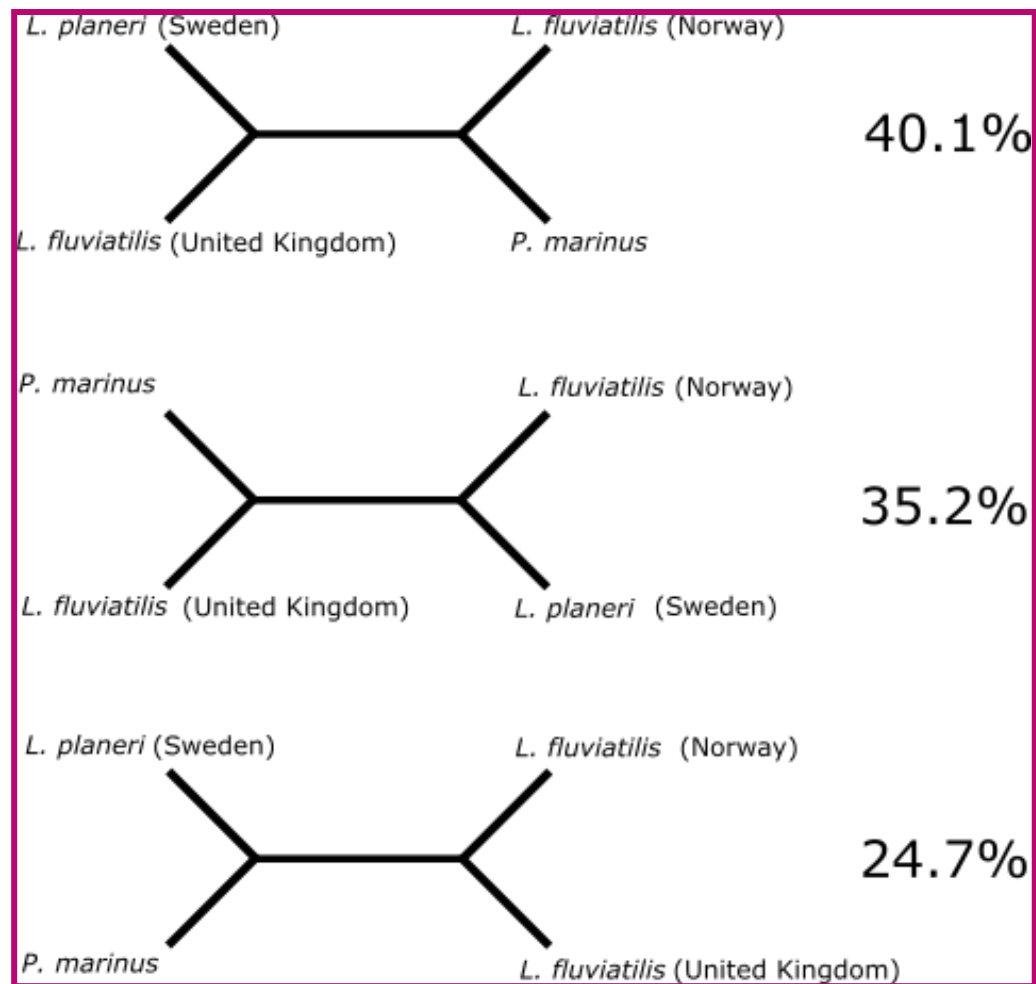 L. planeri (Sweden) L. fluviatilis (Norway)
40.1%
L. fluviatilis (United Kingdom) P. marinus
P. marinus L. fluviatilis (Norway)
35.2%
L. fluviatilis (United Kingdom) L. planeri (Sweden)
L. planeri (Sweden) L. fluviatilis (Norway)
24.7%
P. marinus L. fluviatilis (United Kingdom)